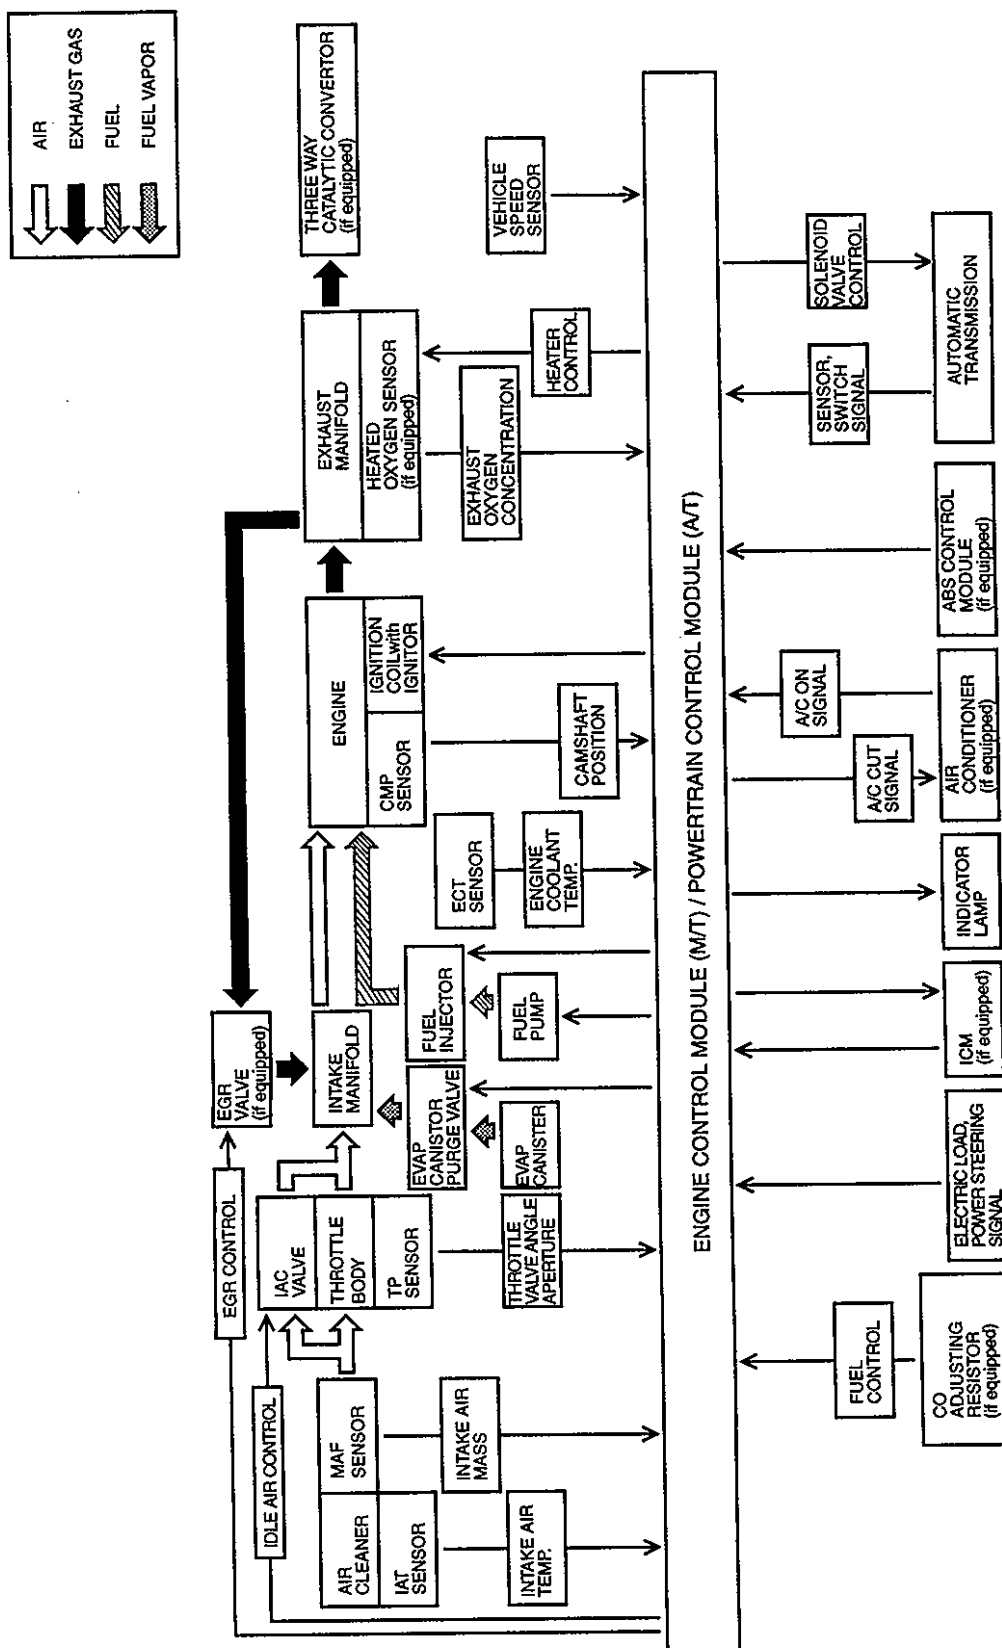 AIR
EXHAUST GAS
FUEL
FUEL VAPOR
EGR CONTROL
EGR
VALVE
(if equipped)
IDLE AIR CONTROL
IAC
VALVE
THROTTLE
BODY
TP
SENSOR
AIR
CLEANER
MAF
SENSOR
IAT
SENSOR
INTAKE
MANIFOLD
ENGINE
CMP
SENSOR
IGNITION
COILwith
IGNITOR
EXHAUST
MANIFOLD
HEATED
OXYGEN SENSOR
(if equipped)
THREE WAY
CATALYTIC CONVERTOR
(if equipped)
INTAKE AIR
TEMP.
INTAKE AIR
MASS
THROTTLE
VALVE ANGLE
APERTURE
EVAP
CANISTOR
PURGE VALVE
EVAP
CANISTER
FUEL
INJECTOR
FUEL
PUMP
ECT
SENSOR
ENGINE
COOLANT
TEMP.
CAMSHAFT
POSITION
EXHAUST
OXYGEN
CONCENTRATION
HEATER
CONTROL
VEHICLE
SPEED
SENSOR
ENGINE CONTROL MODULE (M/T) / POWERTRAIN CONTROL MODULE (A/T)
FUEL
CONTROL
CO
ADJUSTING
RESISTOR
(if equipped)
ELECTRIC LOAD,
POWER STEERING
SIGNAL
ICM
(if equipped)
INDICATOR
LAMP
A/C CUT
SIGNAL
A/C ON
SIGNAL
AIR
CONDITIONER
(if equipped)
ABS CONTROL
MODULE
(if equipped)
SENSOR,
SWITCH
SIGNAL
SOLENOID
VALVE
CONTROL
AUTOMATIC
TRANSMISSION